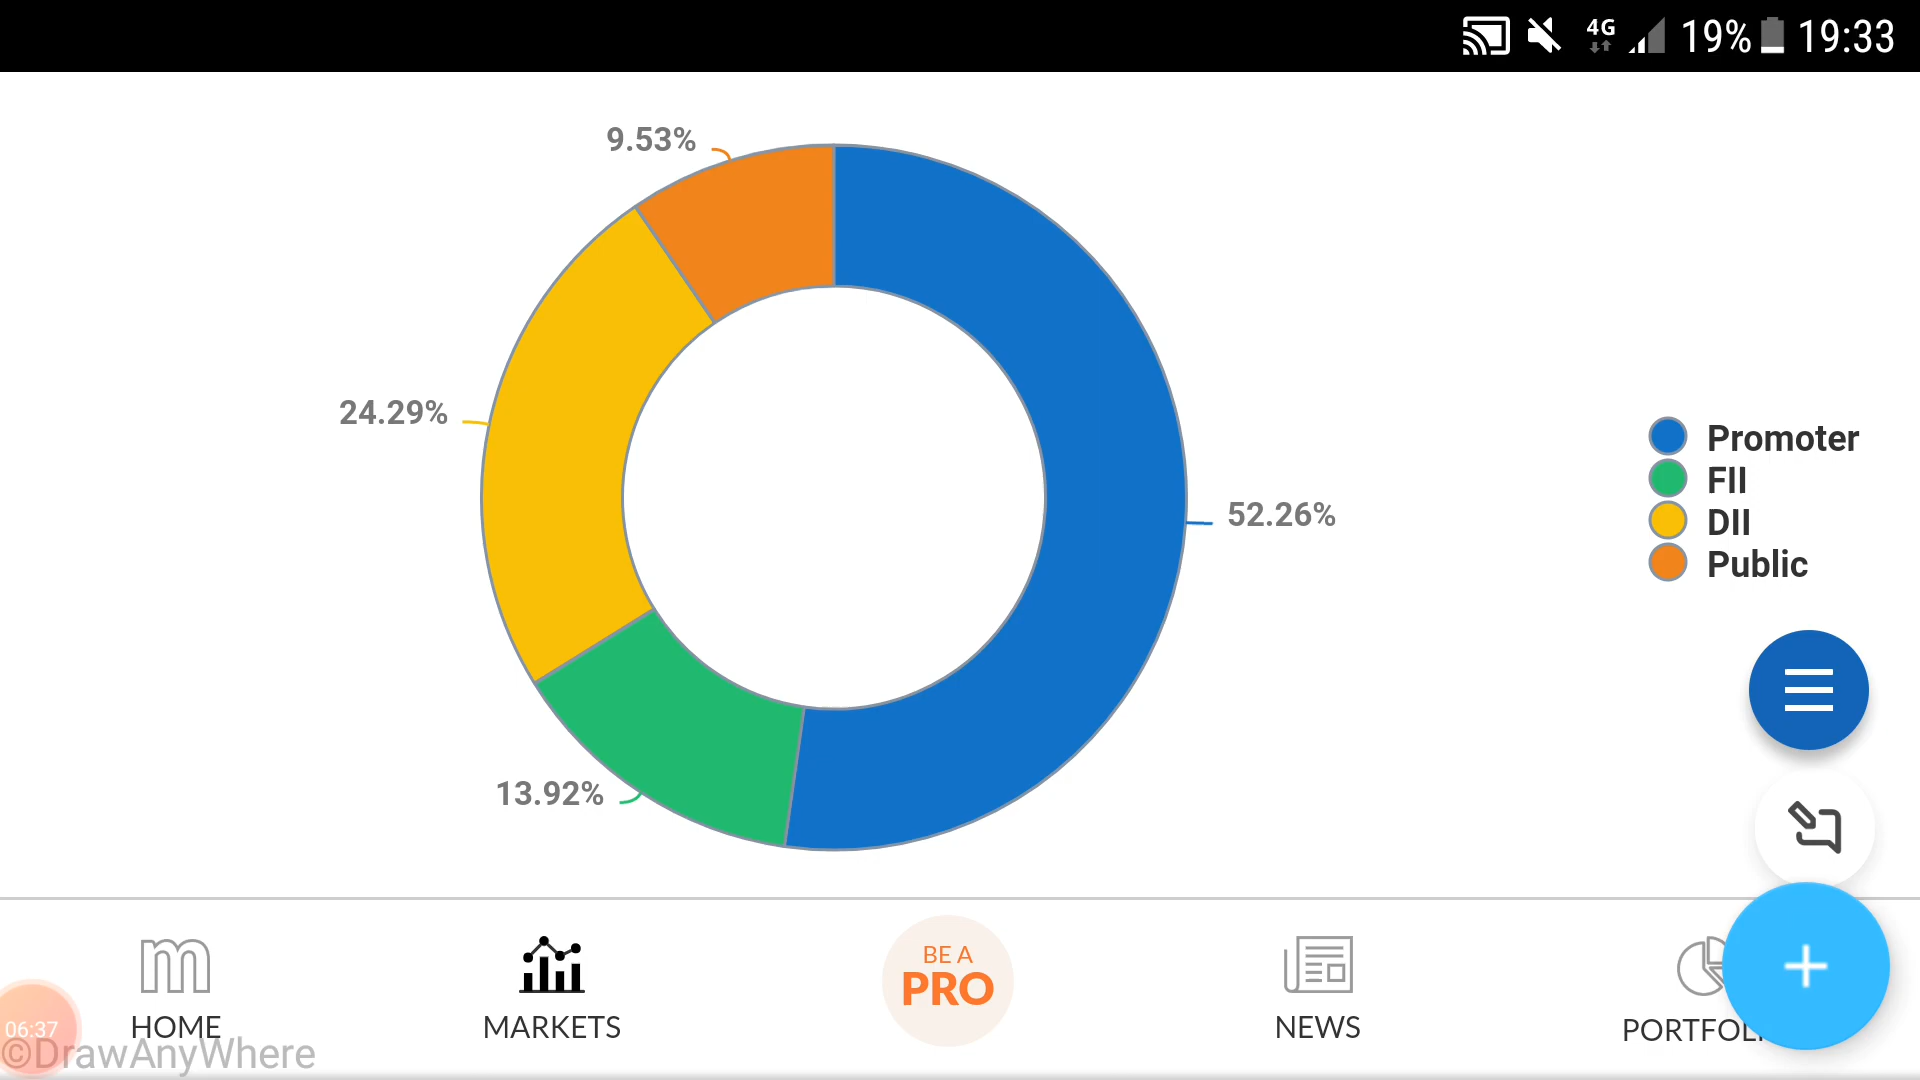 4G 19% 19:33
9.53%
24.29%
52.26%
13.92%
Promoter
FII
DII
Public
BE A
PRO
HOME
MARKETS
NEWS
06:37
©DrawAnyWhere